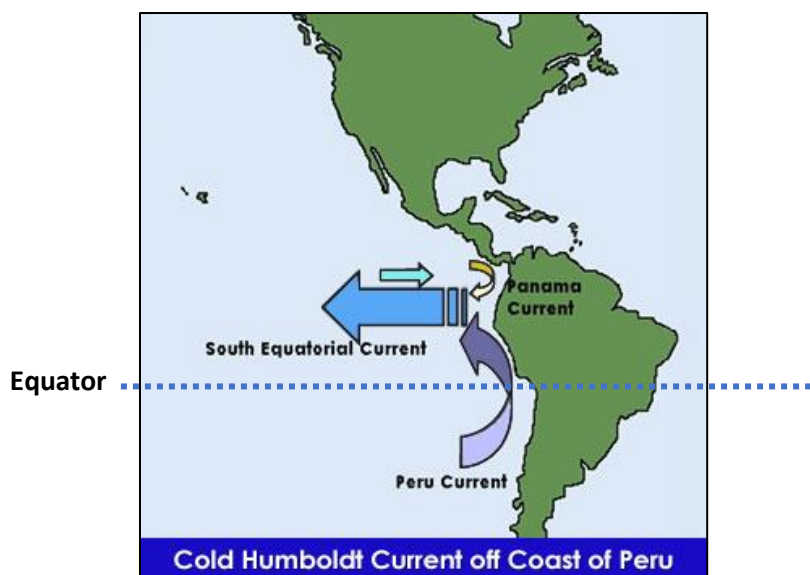 Panama
Current
South Equatorial Current
Equator
Peru Current
Cold Humboldt Current off Coast of Peru